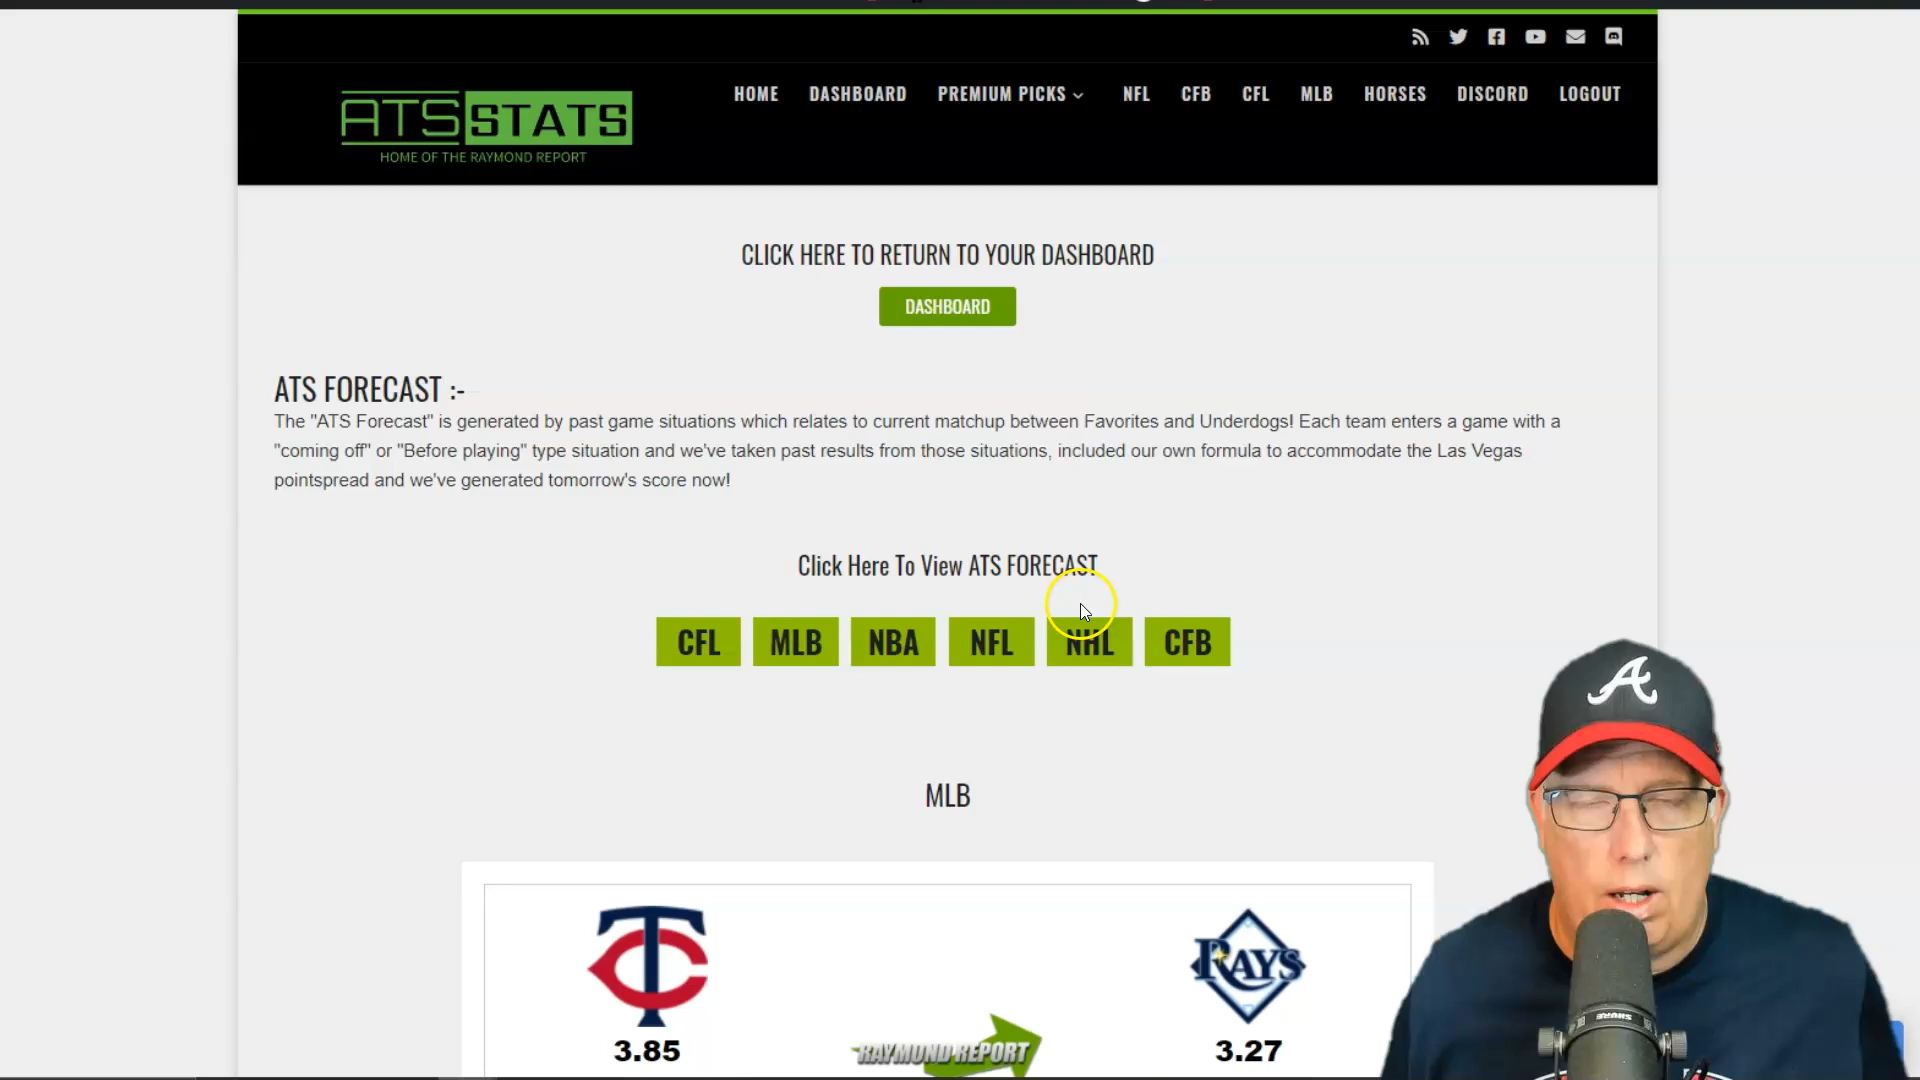 ATS STATS
HOME OF THE RAYMOND REPORT
HOME DASHBOARD PREMIUM PICKS NFL CFB CFL MLB HORSES DISCORD LOGOUT
CLICK HERE TO RETURN TO YOUR DASHBOARD
DASHBOARD
ATS FORECAST :-
The "ATS Forecast" is generated by past game situations which relates to current matchup between Favorites and Underdogs! Each team enters a game with a
"coming off" or "Before playing" type situation and we've taken past results from those situations, included our own formula to accommodate the Las Vegas
pointspread and we've generated tomorrow's score now!
Click Here To View ATS FORECAST
CFL MLB NBA NFL NHL CFB
MLB
TC
RAYS
3.85
RAYMOND REPORT
3.27
A
SHURE